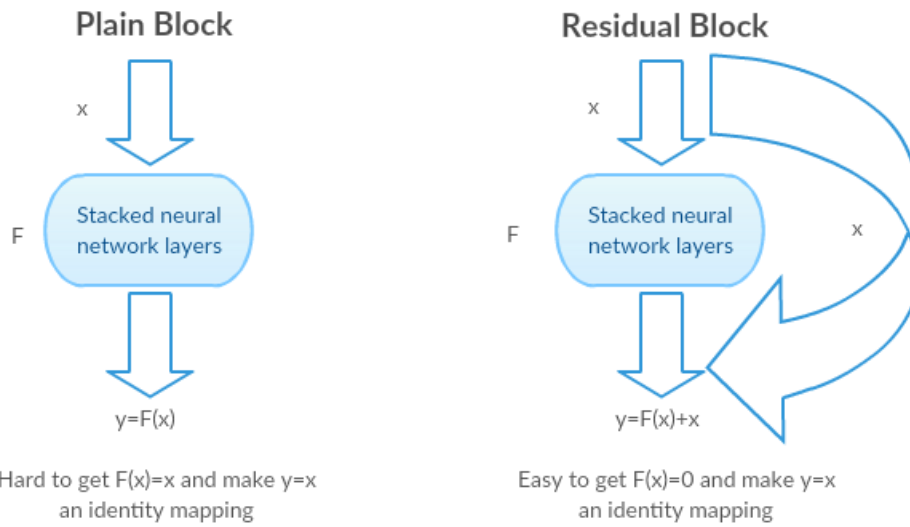 Plain Block
x
F
Stacked neural
network layers
y=F(x)
Hard to get F(x)=x and make y=x
an identity mapping
Residual Block
x
F
Stacked neural
network layers
x
y=F(x)+x
Easy to get F(x)=0 and make y=x
an identity mapping